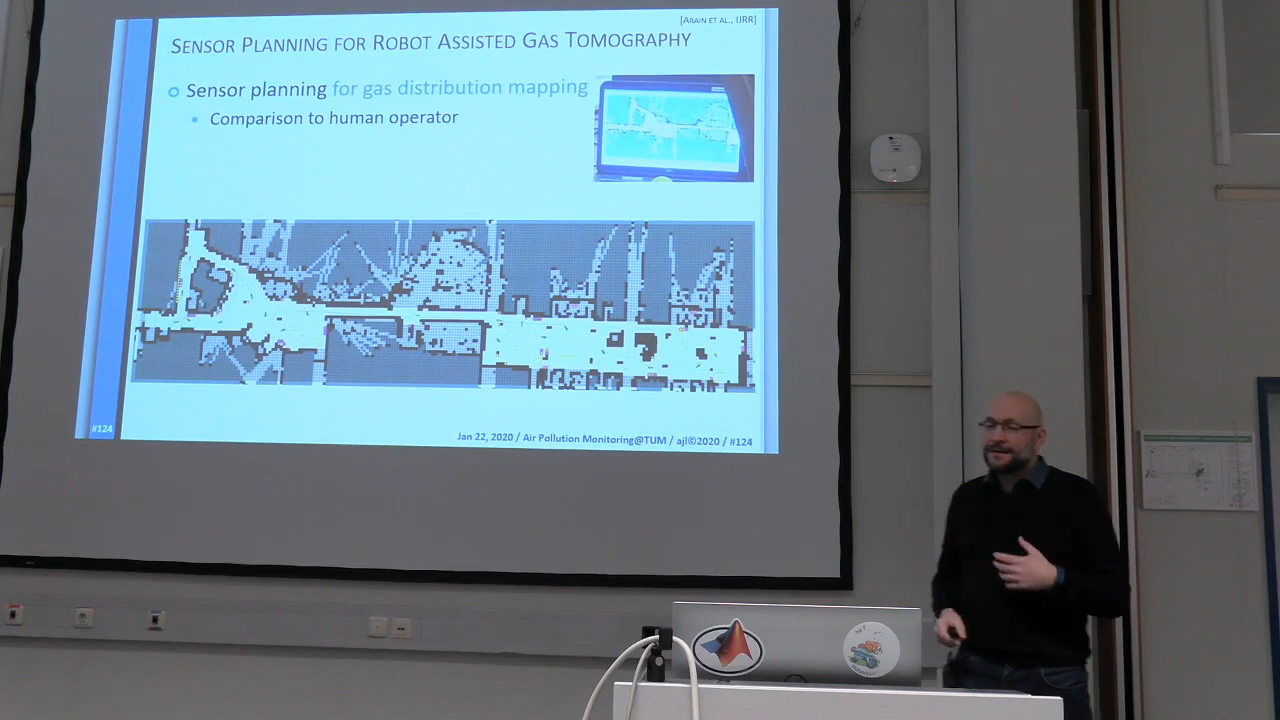 [ARAIN ET AL., IJRR]
SENSOR PLANNING FOR ROBOT ASSISTED GAS TOMOGRAPHY
Sensor planning for gas distribution mapping
Comparison to human operator
#124
Jan 22, 2020 / Air Pollution Monitoring@TUM / ajl©2020 / #124